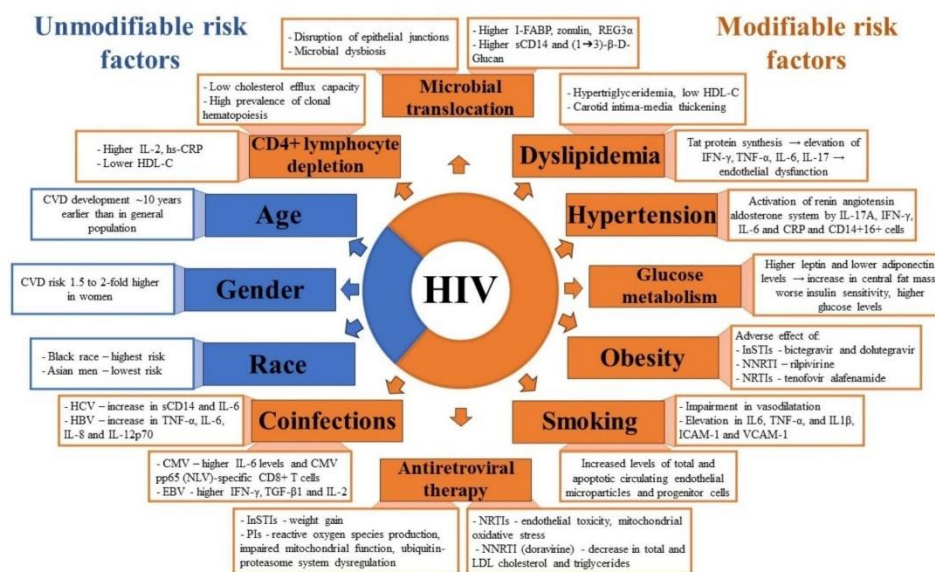 Unmodifiable risk
factors
Modifiable risk
factors
- Disruption of epithelial junctions
- Microbial dysbiosis
- Higher I-FABP, zonulin, REG3α
- Higher sCD14 and (1→3)-β-D-
Glucan
Microbial
translocation
- Low cholesterol efflux capacity
- High prevalence of clonal
hematopoiesis
- Higher IL-2, hs-CRP
- Lower HDL-C
CD4+ lymphocyte
depletion
- Hypertriglyceridemia, low HDL-C
- Carotid intima-media thickening
Dyslipidemia
Tat protein synthesis → elevation of
IFN-γ, TNF-α, IL-6, IL-17 →
endothelial dysfunction
CVD development ~10 years
earlier than in general
population
Age
Hypertension
Activation of renin angiotensin
aldosterone system by IL-17A, IFN-γ,
IL-6 and CRP and CD14+16+ cells
CVD risk 1.5 to 2-fold higher
in women
Gender
HIV
Glucose
metabolism
Higher leptin and lower adiponectin
levels → increase in central fat mass
worse insulin sensitivity, higher
glucose levels
- Black race – highest risk
- Asian men – lowest risk
Race
Obesity
Adverse effect of:
- InSTIs - bictegravir and dolutegravir
- NNRTI – rilpivirine
- NRTIs - tenofovir alafenamide
- HCV – increase in sCD14 and IL-6
- HBV – increase in TNF-α, IL-6,
IL-8 and IL-12p70
Coinfections
- CMV – higher IL-6 levels and CMV
pp65 (NLV)-specific CD8+ T cells
- EBV - higher IFN-γ, TGF-β1 and IL-2
Smoking
- Impairment in vasodilatation
- Elevation in IL6, TNF-α, and IL1β,
ICAM-1 and VCAM-1
Increased levels of total and
apoptotic circulating endothelial
microparticles and progenitor cells
Antiretroviral
therapy
- InSTIs - weight gain
- PIs - reactive oxygen species production,
impaired mitochondrial function, ubiquitin-
proteasome system dysregulation
- NRTIs - endothelial toxicity, mitochondrial
oxidative stress
- NNRTI (doravirine) - decrease in total and
LDL cholesterol and triglycerides